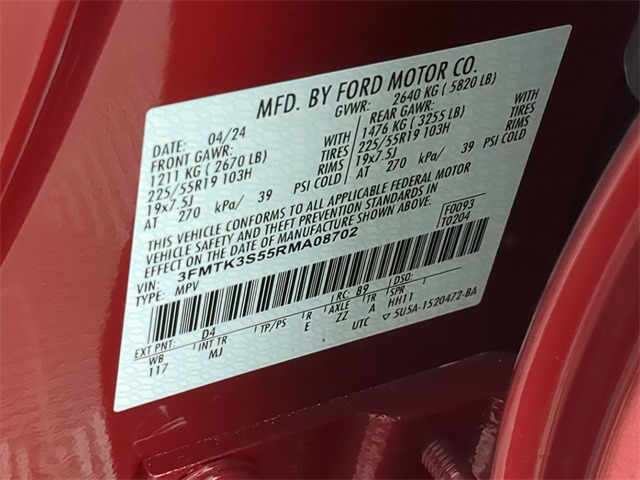 MFD. BY FORD MOTOR CO.
DATE: 04/24 GVWR: 2640 KG ( 5820 LB)
FRONT GAWR: WITH REAR GAWR: WITH
1211 KG ( 2670 LB) TIRES 1476 KG ( 3255 LB) TIRES
225/55R19 103H RIMS 225/55R19 103H RIMS
19x7.5J 19x7.5J
AT 270 kPa/ 39 PSI COLD AT 270 kPa/ 39 PSI COLD
THIS VEHICLE CONFORMS TO ALL APPLICABLE FEDERAL MOTOR
VEHICLE SAFETY AND THEFT PREVENTION STANDARDS IN
EFFECT ON THE DATE OF MANUFACTURE SHOWN ABOVE.
VIN: 3FMTK3S55RMA08702 F0093
TYPE: MPV T0204
EXT PNT: D4 RC: 89 DSO:
WB INT TR TP/PS R AXLE TR SPR
117 MJ E ZZ A HH11
UTC ▽5U5A-1520472-BA